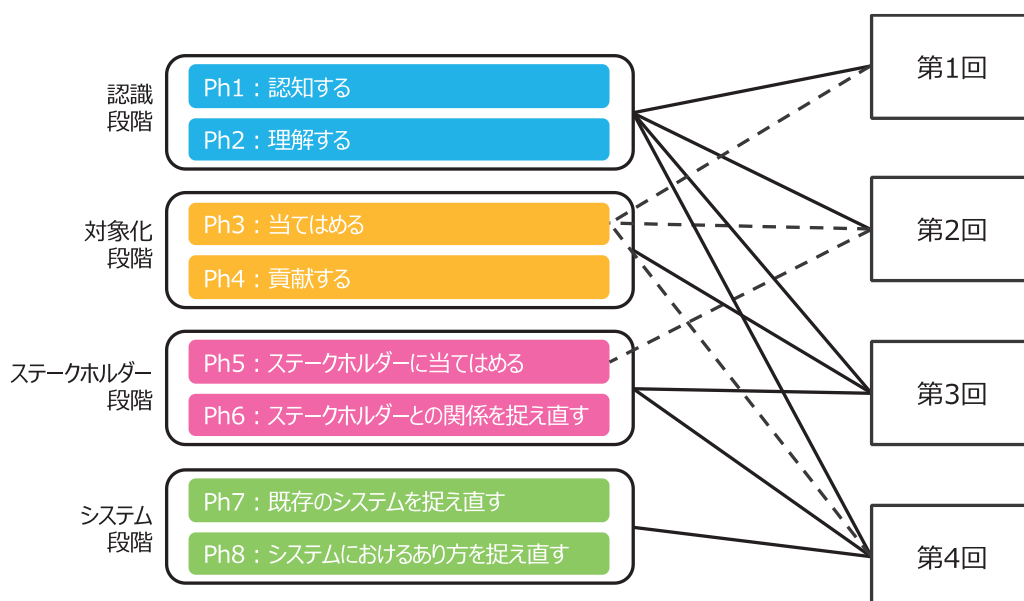 認識
段階
Ph1：認知する
Ph2：理解する
対象化
段階
Ph3：当てはめる
Ph4：貢献する
ステークホルダー
段階
Ph5：ステークホルダーに当てはめる
Ph6：ステークホルダーとの関係を捉え直す
システム
段階
Ph7：既存のシステムを捉え直す
Ph8：システムにおけるあり方を捉え直す
第1回
第2回
第3回
第4回